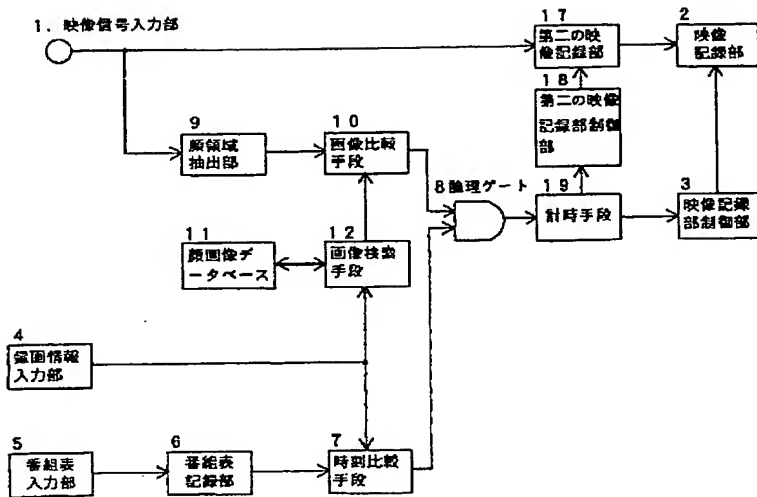 1. 映像信号入力部
17
第二の映
像記録部
2
映像
記録部
18
第二の映像
記録部制御
部
9
顔領域
抽出部
10
画像比較
手段
8論理ゲート
19
計時手段
3
映像記録
部制御部
11
顔画像デ
ータベース
12
画像検索
手段
4
録画情報
入力部
5
番組表
入力部
6
番組表
記録部
7
時刻比較
手段